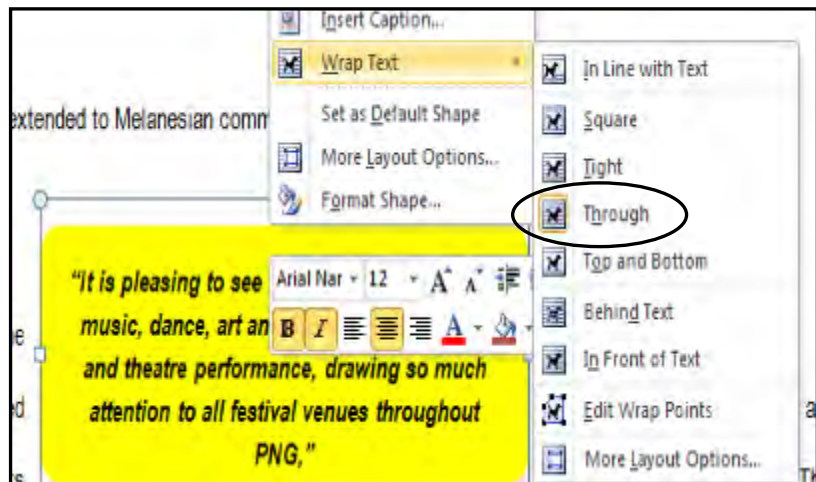 Insert Caption...
Wrap Text
In Line with Text
extended to Melanesian comm
Set as Default Shape
Square
More Layout Options...
Tight
Format Shape...
Through
Top and Bottom
"It is pleasing to see
Arial Nar 12 A A
Behind Text
music, dance, art an
B I A
In Front of Text
and theatre performance, drawing so much
Edit Wrap Points
attention to all festival venues throughout
PNG,"
More Layout Options...